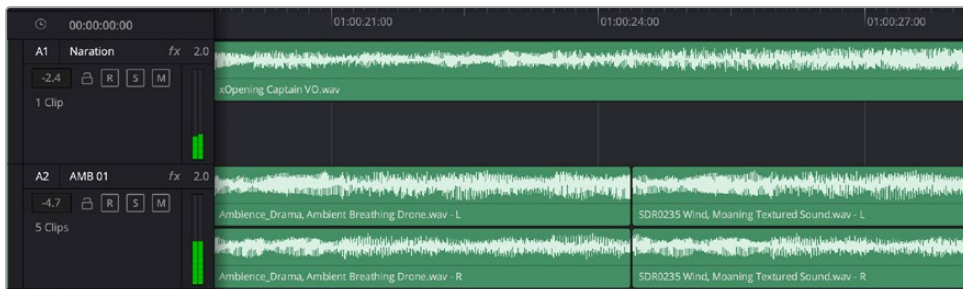 00:00:00:00
01:00:21:00 01:00:24:00 01:00:27:00
A1 Naration fx 2.0
-2.4 R S M
1 Clip
xOpening Captain VO.wav
A2 AMB 01 fx 2.0
-4.7 R S M
5 Clips
Ambience_Drama, Ambient Breathing Drone.wav - L SDR0235 Wind, Moaning Textured Sound.wav - L
Ambience_Drama, Ambient Breathing Drone.wav - R SDR0235 Wind, Moaning Textured Sound.wav - R